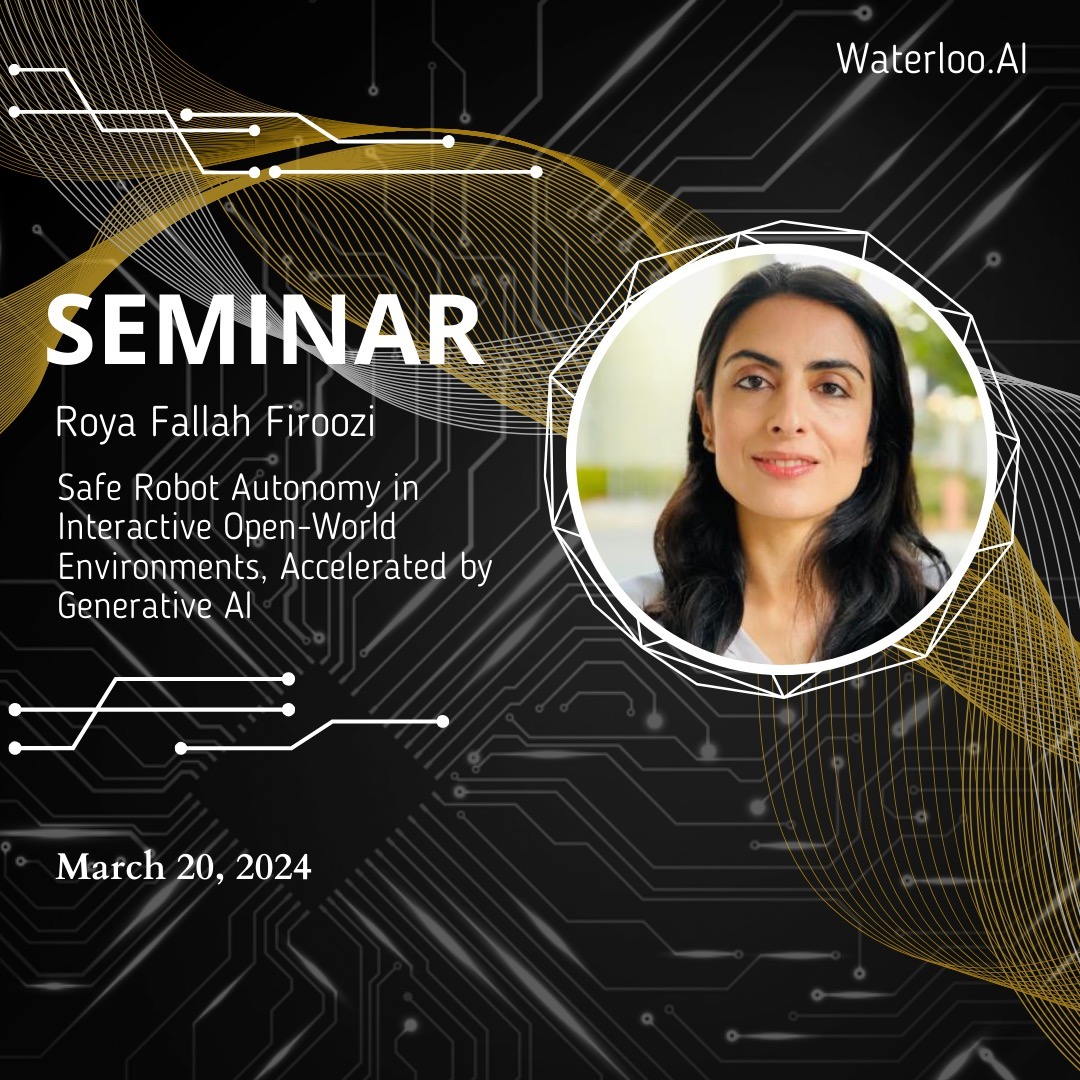 Waterloo.AI
SEMINAR
Roya Fallah Firoozi
Safe Robot Autonomy in
Interactive Open-World
Environments, Accelerated by
Generative AI
March 20, 2024